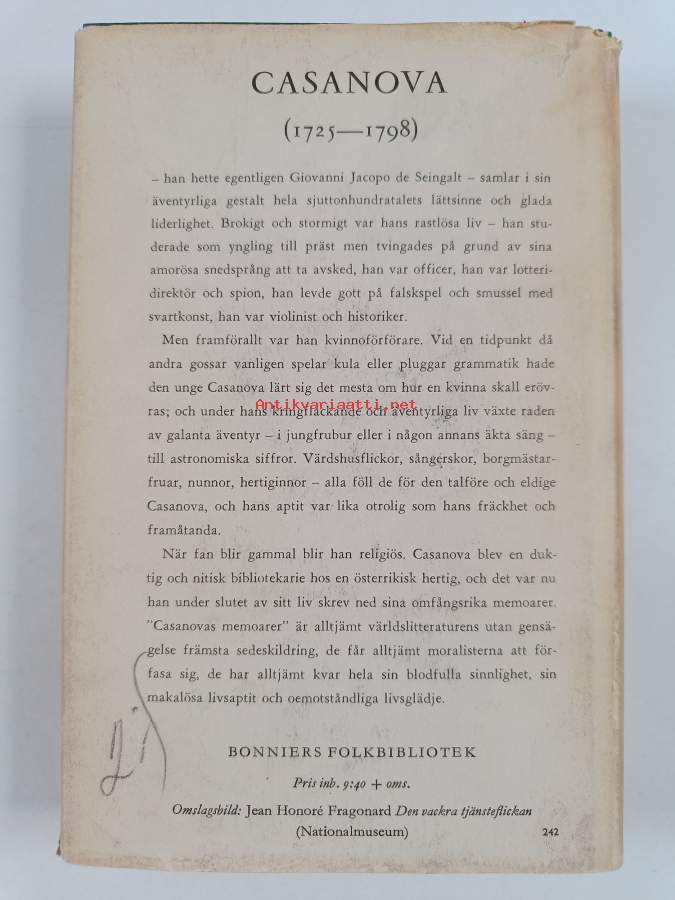 CASANOVA
(1725—1798)
– han hette egentligen Giovanni Jacopo de Seingalt – samlar i sin
äventyrliga gestalt hela sjuttonhundratalets lättsinne och glada
liderlighet. Brokigt och stormigt var hans rastlösa liv – han stu-
derade som yngling till präst men tvingades på grund av sina
amorösa snedsprång att ta avsked, han var officer, han var lotteri-
direktör och spion, han levde gott på falskspel och smussel med
svartkonst, han var violinist och historiker.
Men framförallt var han kvinnoförförare. Vid en tidpunkt då
andra gossar vanligen spelar kula eller pluggar grammatik hade
den unge Casanova lärt sig det mesta om hur en kvinna skall eröv-
ras; och under hans kringflackande och äventyrliga liv växte raden
Antikvariaatti.net
av galanta äventyr – i jungfrubur eller i någon annans äkta säng –
till astronomiska siffror. Värdshusflickor, sångerskor, borgmästar-
fruar, nunnor, hertiginnor – alla föll de för den talföre och eldige
Casanova, och hans aptit var lika otrolig som hans fräckhet och
framåtanda.
När fan blir gammal blir han religiös. Casanova blev en duk-
tig och nitisk bibliotekarie hos en österrikisk hertig, och det var nu
han under slutet av sitt liv skrev ned sina omfångsrika memoarer.
"Casanovas memoarer" är alltjämt världslitteraturens utan gensä-
gelse främsta sedeskildring, de får alltjämt moralisterna att för-
fasa sig, de har alltjämt kvar hela sin blodfulla sinnlighet, sin
makalösa livsaptit och oemotståndliga livsglädje.
BONNIERS FOLKBIBLIOTEK
Pris inb. 9:40 + oms.
Omslagsbild: Jean Honoré Fragonard Den vackra tjänsteflickan
(Nationalmuseum)
242